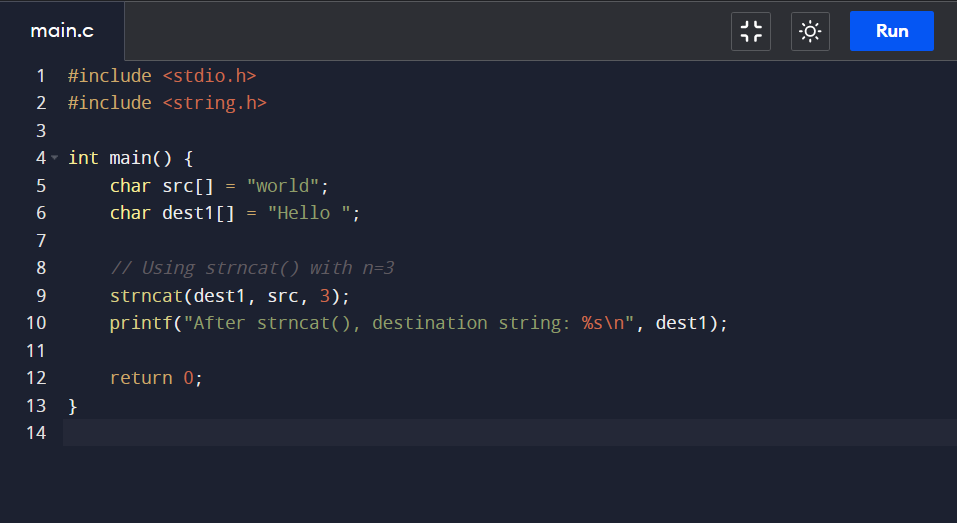 main.c
Run
1 #include <stdio.h>
2 #include <string.h>
3
4 int main() {
5     char src[] = "world";
6     char dest1[] = "Hello ";
7
8     // Using strncat() with n=3
9     strncat(dest1, src, 3);
10     printf("After strncat(), destination string: %s\n", dest1);
11
12     return 0;
13 }
14